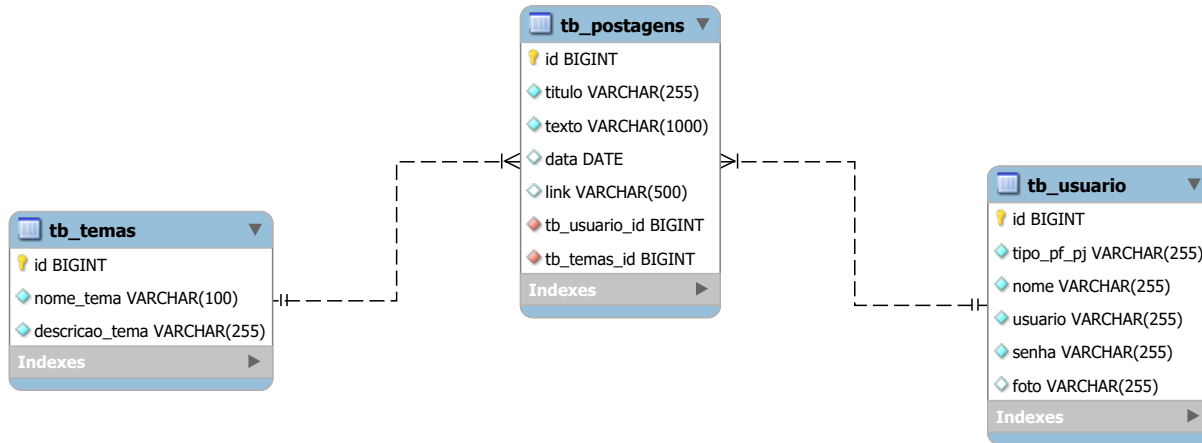 tb_postagens
id BIGINT
titulo VARCHAR(255)
texto VARCHAR(1000)
data DATE
link VARCHAR(500)
tb_usuario_id BIGINT
tb_temas_id BIGINT
Indexes
tb_temas
id BIGINT
nome_tema VARCHAR(100)
descricao_tema VARCHAR(255)
Indexes
tb_usuario
id BIGINT
tipo_pf_pj VARCHAR(255)
nome VARCHAR(255)
usuario VARCHAR(255)
senha VARCHAR(255)
foto VARCHAR(255)
Indexes